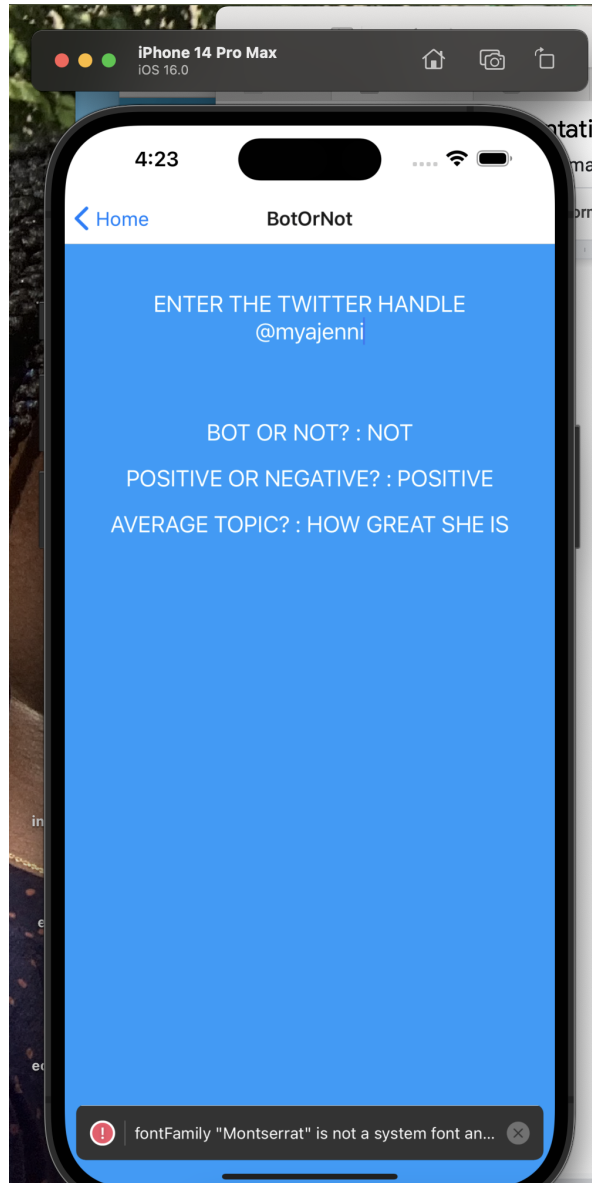 iPhone 14 Pro Max
iOS 16.0
4:23
Home
BotOrNot
ENTER THE TWITTER HANDLE
@myajenni
BOT OR NOT? : NOT
POSITIVE OR NEGATIVE? : POSITIVE
AVERAGE TOPIC? : HOW GREAT SHE IS
fontFamily "Montserrat" is not a system font an...